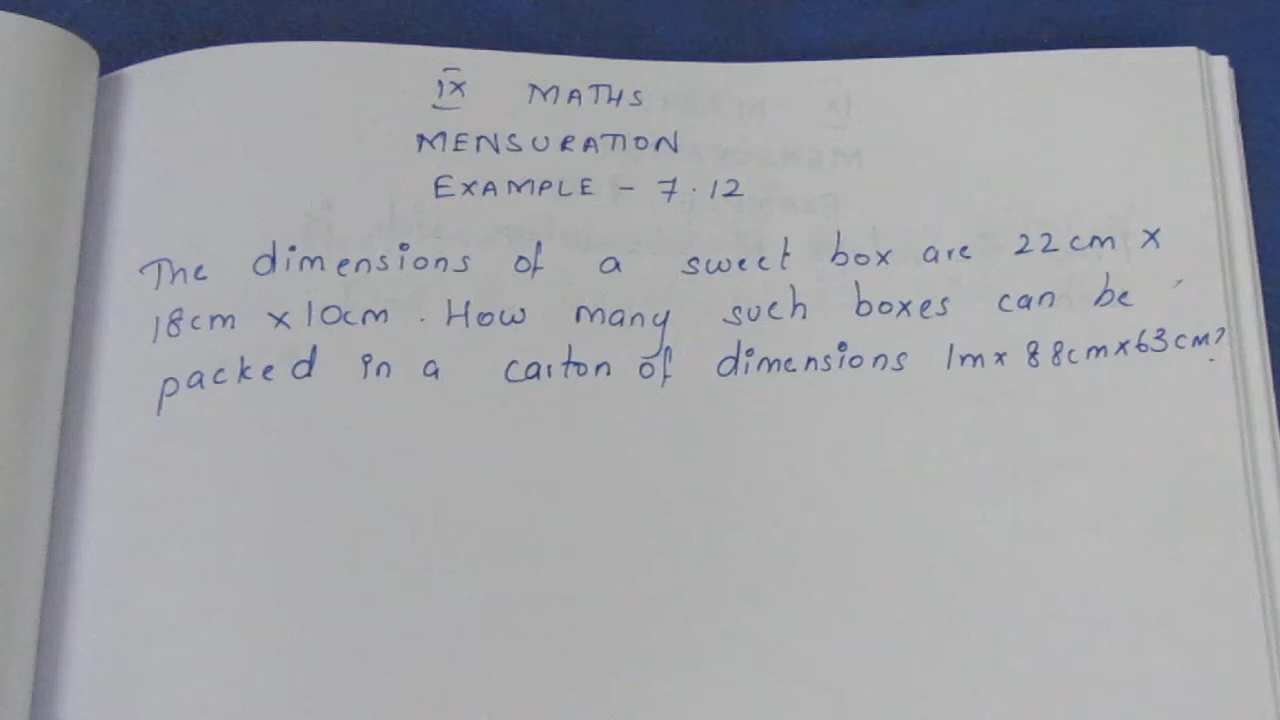 IX MATHS
MENSURATION
EXAMPLE - 7.12
The dimensions of a sweet box are 22cm x
18cm x 10cm. How many such boxes can be
packed in a carton of dimensions 1m x 88cm x 63cm?